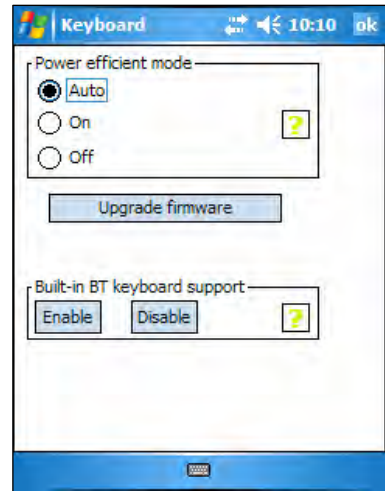 Keyboard 10:10 ok
Power efficient mode
Auto
On
?
Off
Upgrade firmware
Built-in BT keyboard support
Enable Disable ?